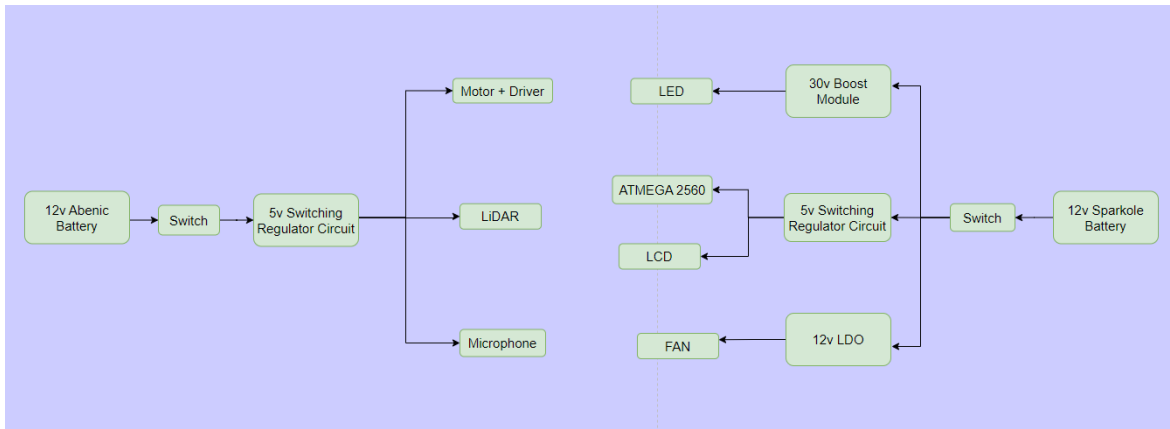 Motor + Driver
12v Abenic
Battery
Switch
5v Switching
Regulator Circuit
LiDAR
Microphone
LED
30v Boost
Module
ATMEGA 2560
5v Switching
Regulator Circuit
Switch
12v Sparkole
Battery
LCD
FAN
12v LDO